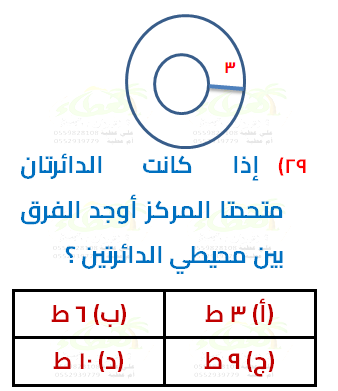 ٣
٢٩) إذا كانت الدائرتان
متحدتا المركز أوجد الفرق
بين محيطي الدائرتين ؟
(أ) ٣ ط (ب) ٦ ط
(ج) ٩ ط (د) ١٠ ط